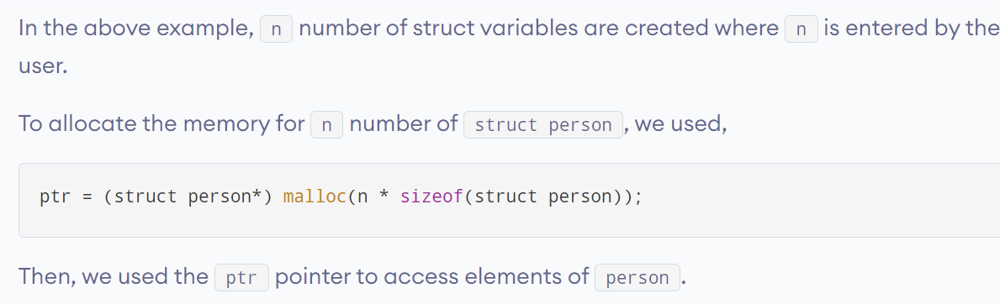 In the above example, n number of struct variables are created where n is entered by the
user.
To allocate the memory for n number of struct person, we used,
ptr = (struct person*) malloc(n * sizeof(struct person));
Then, we used the ptr pointer to access elements of person.